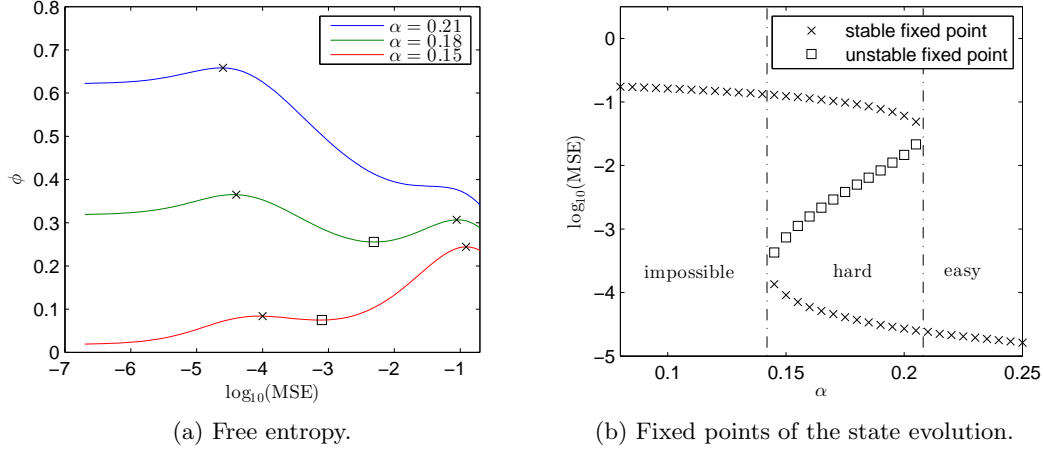 0.8
0.7
0.6
0.5
0.4
0.3
0.2
0.1
0
ϕ
−7
−6
−5
−4
−3
−2
−1
log₁₀(MSE)
α = 0.21
α = 0.18
α = 0.15
(a) Free entropy.
0
−1
−2
−3
−4
−5
log₁₀(MSE)
stable fixed point
unstable fixed point
impossible
hard
easy
0.1
0.15
0.2
0.25
α
(b) Fixed points of the state evolution.